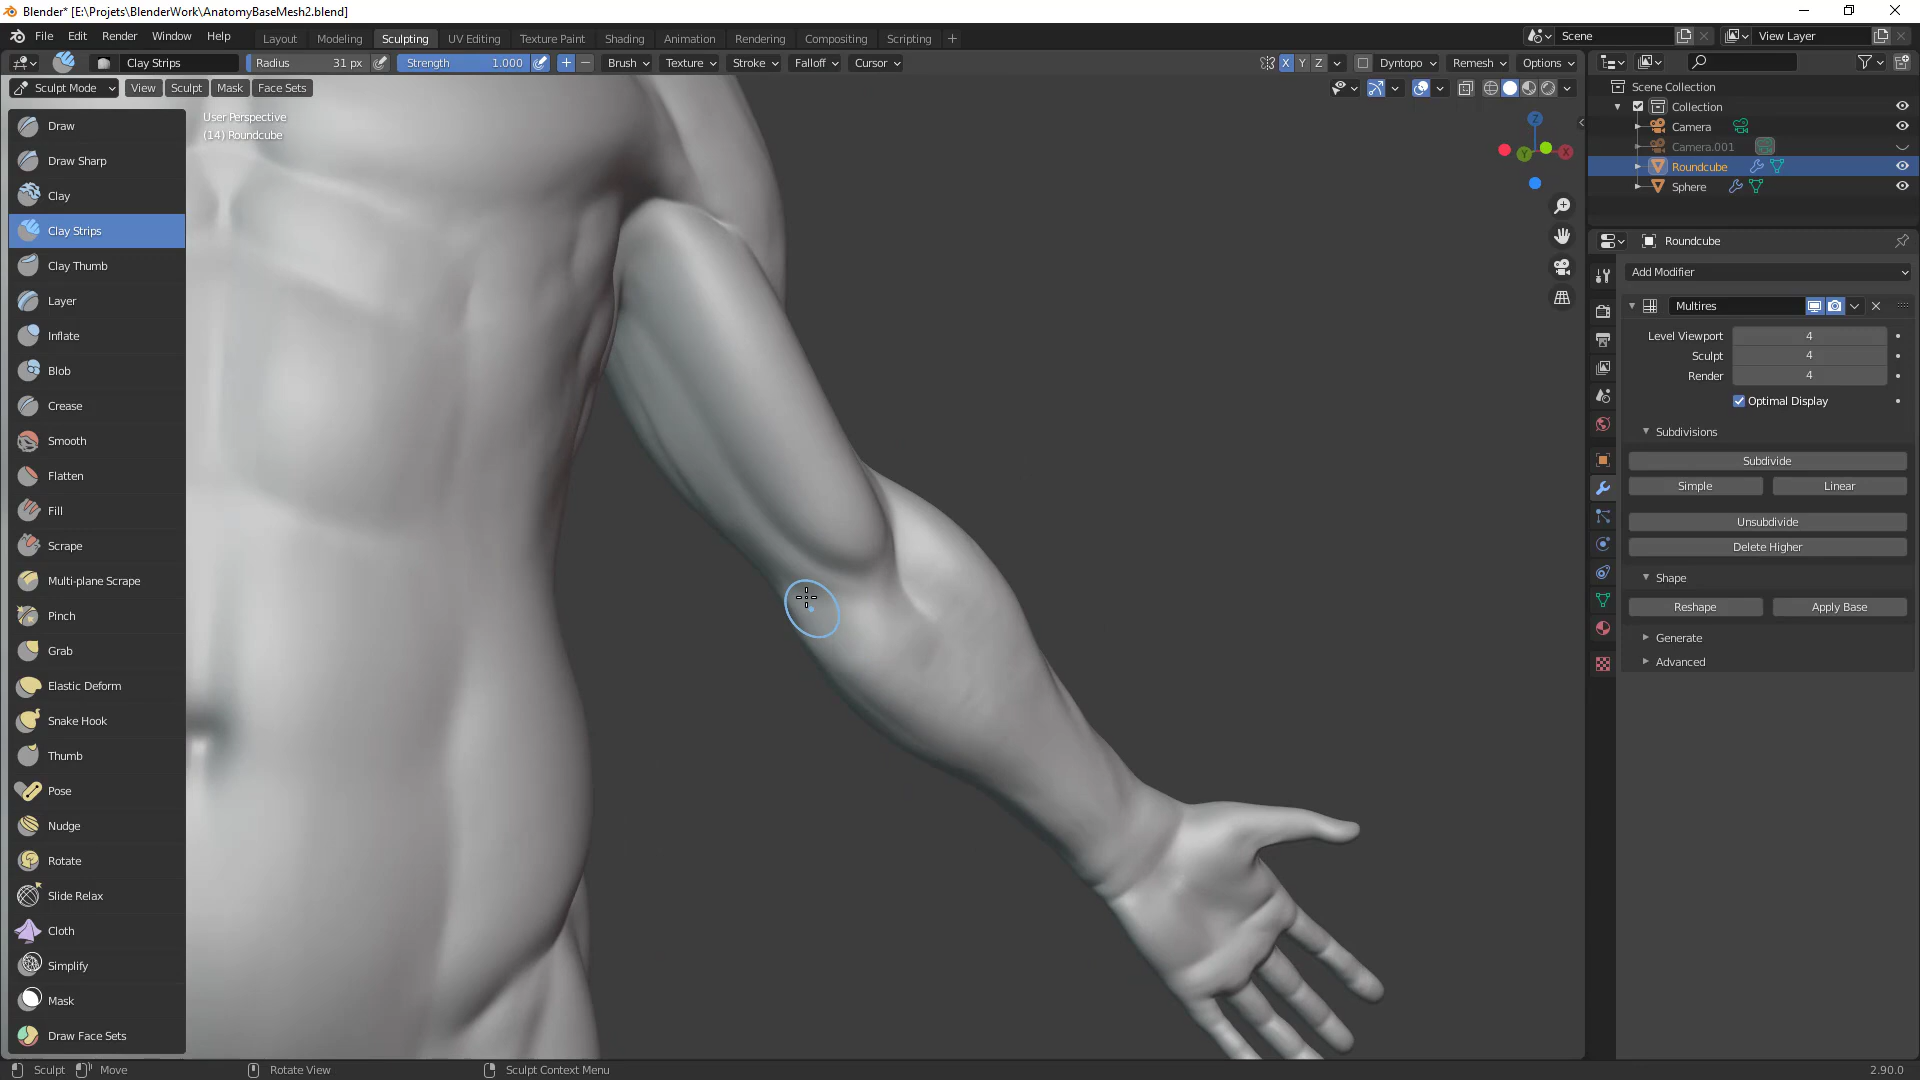 Blender* [E:\Projets\BlenderWork\AnatomyBaseMesh2.blend]
File Edit Render Window Help Layout Modeling Sculpting UV Editing Texture Paint Shading Animation Rendering Compositing Scripting + Scene View Layer
Clay Strips Radius 31 px Strength 1.000 + − Brush Texture Stroke Falloff Cursor X Y Z Dyntopo Remesh Options
Sculpt Mode View Sculpt Mask Face Sets
User Perspective
(14) Roundcube
Draw
Draw Sharp
Clay
Clay Strips
Clay Thumb
Layer
Inflate
Blob
Crease
Smooth
Flatten
Fill
Scrape
Multi-plane Scrape
Pinch
Grab
Elastic Deform
Snake Hook
Thumb
Pose
Nudge
Rotate
Slide Relax
Cloth
Simplify
Mask
Draw Face Sets
Z
Y X
Scene Collection
Collection
Camera
Camera.001
Roundcube
Sphere
Roundcube
Add Modifier
Multires
Level Viewport 4
Sculpt 4
Render 4
Optimal Display
Subdivisions
Subdivide
Simple Linear
Unsubdivide
Delete Higher
Shape
Reshape Apply Base
Generate
Advanced
Sculpt Move Rotate View Sculpt Context Menu 2.90.0